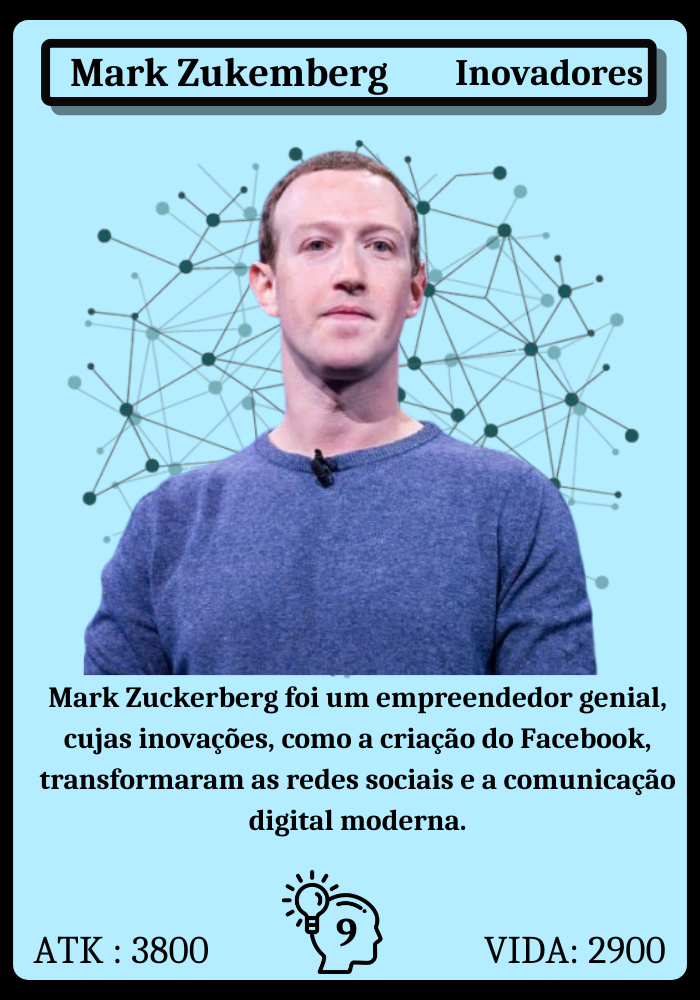 Mark Zukemberg Inovadores
Mark Zuckerberg foi um empreendedor genial,
cujas inovações, como a criação do Facebook,
transformaram as redes sociais e a comunicação
digital moderna.
9
ATK : 3800 VIDA: 2900